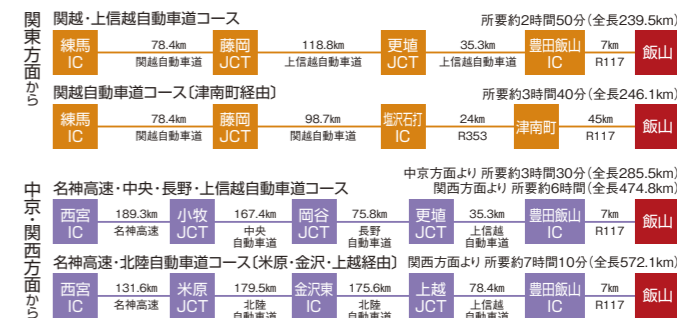 関東方面から
関越・上信越自動車道コース 所要約2時間50分(全長239.5km)
練馬IC 78.4km 関越自動車道 藤岡JCT 118.8km 上信越自動車道 更埴JCT 35.3km 上信越自動車道 豊田飯山IC 7km R117 飯山
関越自動車道コース〔津南町経由〕 所要約3時間40分(全長246.1km)
練馬IC 78.4km 関越自動車道 藤岡JCT 98.7km 関越自動車道 塩沢石打IC 24km R353 津南町 45km R117 飯山
中京・関西方面から
中京方面より 所要約3時間30分(全長285.5km)
名神高速・中央・長野・上信越自動車道コース 関西方面より 所要約6時間(全長474.8km)
西宮IC 189.3km 名神高速 小牧JCT 167.4km 中央自動車道 岡谷JCT 75.8km 長野自動車道 更埴JCT 35.3km 上信越自動車道 豊田飯山IC 7km R117 飯山
名神高速・北陸自動車道コース〔米原・金沢・上越経由〕 関西方面より 所要約7時間10分(全長572.1km)
西宮IC 131.6km 名神高速 米原JCT 179.5km 北陸自動車道 金沢東IC 175.6km 北陸自動車道 上越JCT 78.4km 上信越自動車道 豊田飯山IC 7km R117 飯山